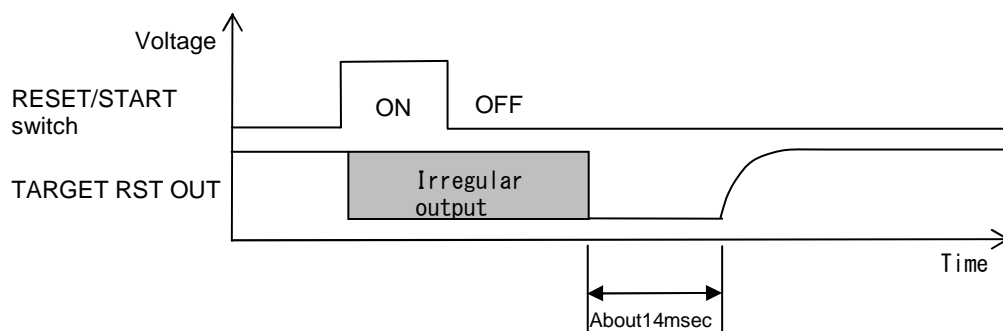 Voltage
RESET/START
switch
ON
OFF
TARGET RST OUT
Irregular
output
Time
About14msec